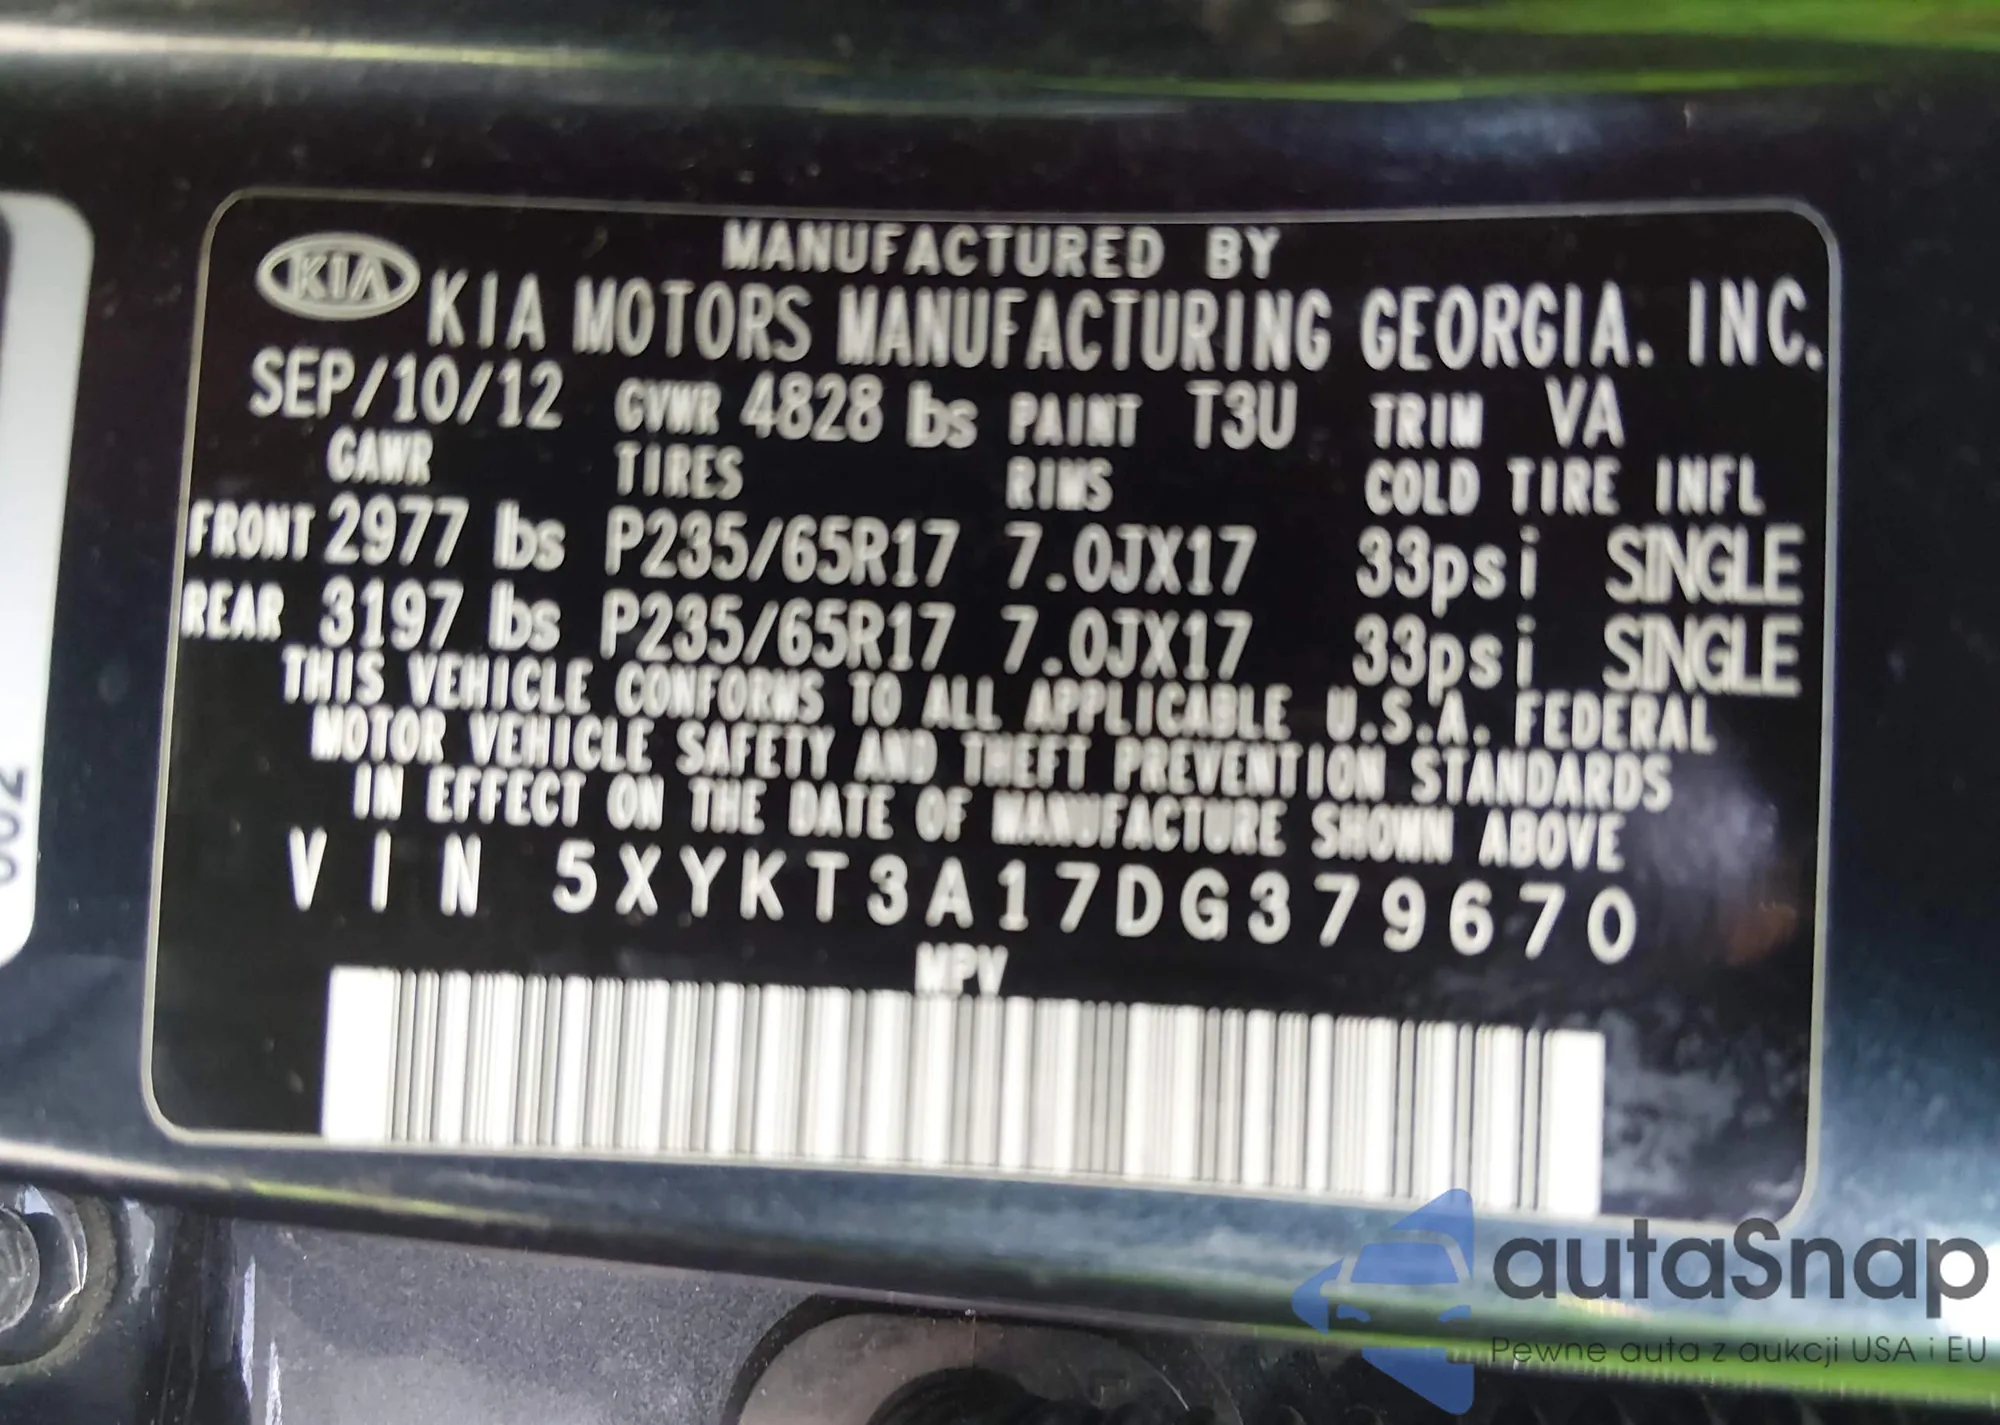 MANUFACTURED BY
KIA KIA MOTORS MANUFACTURING GEORGIA. INC.
SEP/10/12 GVWR 4828 lbs PAINT T3U TRIM VA
GAWR TIRES RIMS COLD TIRE INFL
FRONT 2977 lbs P235/65R17 7.0JX17 33psi SINGLE
REAR 3197 lbs P235/65R17 7.0JX17 33psi SINGLE
THIS VEHICLE CONFORMS TO ALL APPLICABLE U.S.A. FEDERAL
MOTOR VEHICLE SAFETY AND THEFT PREVENTION STANDARDS
IN EFFECT ON THE DATE OF MANUFACTURE SHOWN ABOVE
VIN 5XYKT3A17DG379670
MPV
autaSnap
Pewne auta z aukcji USA i EU